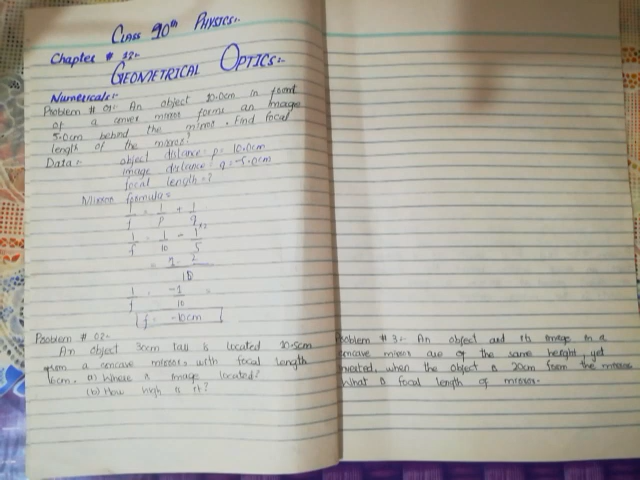 CLASS 10th PHYSICS:-
Chapter # 12:-
GEOMETRICAL OPTICS:-
Numericals:-
Problem # 01:- An object 10.0cm in front
of a convex mirror forms an image
5.0cm behind the mirror. Find focal
length of the mirror?
Data:- object distance = p = 10.0cm
image distance = q = -5.0cm
focal length = ?
Mirror formula
1/f = 1/p + 1/q
1/f = 1/10 - 1/5
= 1 - 2
10
1/f = -1/10
f = -10cm
Problem # 02:-
An object 30cm tall is located 10.5cm
from a concave mirror, with focal length
16cm. (a) Where is image located?
(b) How high is it?
Problem # 3:- An object and its image in a
concave mirror are of the same height, yet
inverted, when the object is 20cm from the mirror.
What is focal length of mirror.